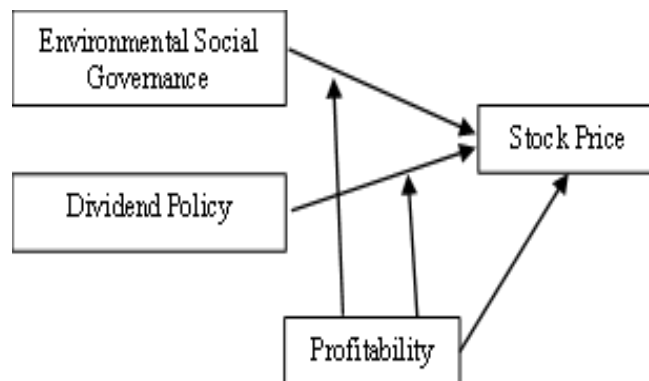 Environmental Social
Governance
Stock Price
Dividend Policy
Profitability